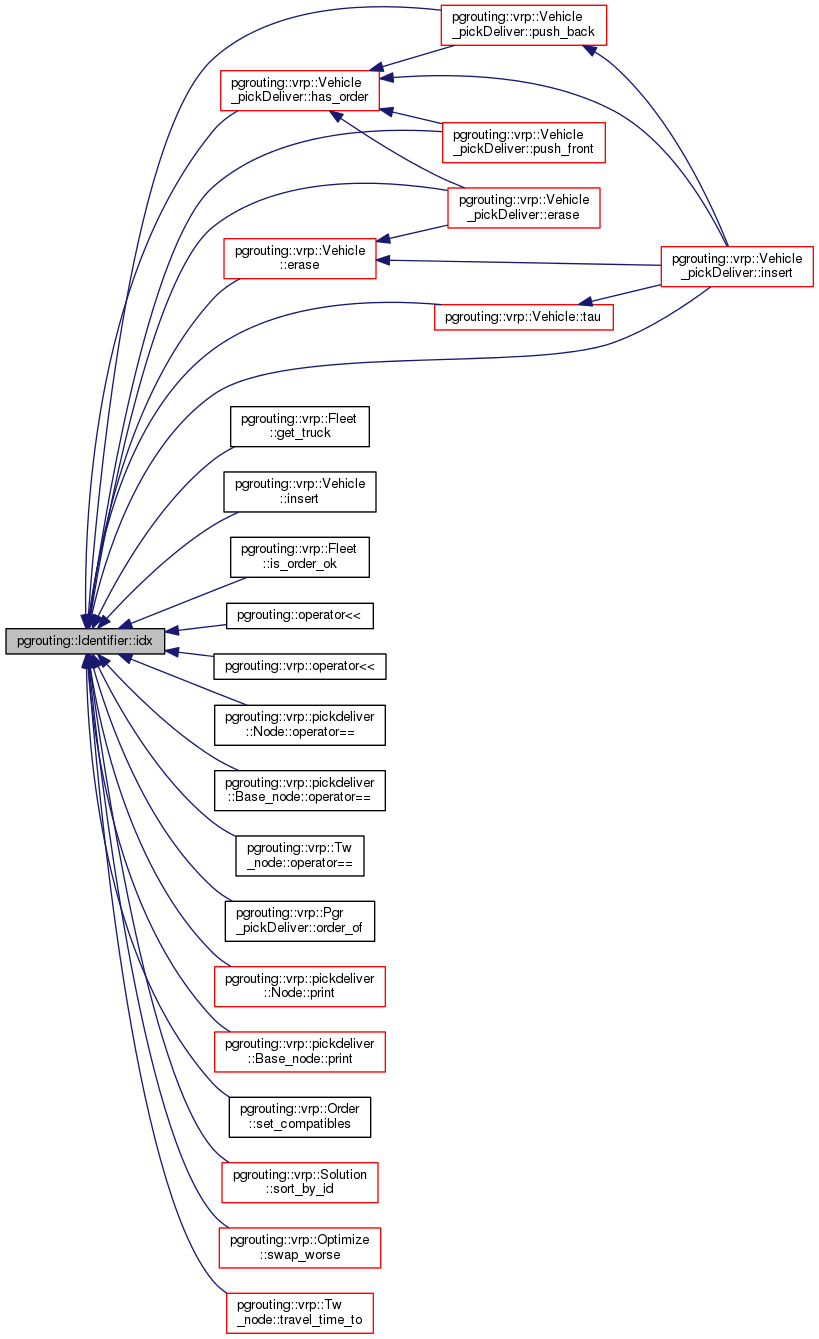 pgrouting::vrp::Vehicle
_pickDeliver::push_back
pgrouting::vrp::Vehicle
_pickDeliver::has_order
pgrouting::vrp::Vehicle
_pickDeliver::push_front
pgrouting::vrp::Vehicle
_pickDeliver::erase
pgrouting::vrp::Vehicle
::erase
pgrouting::vrp::Vehicle
_pickDeliver::insert
pgrouting::vrp::Vehicle::tau
pgrouting::vrp::Fleet
::get_truck
pgrouting::vrp::Vehicle
::insert
pgrouting::vrp::Fleet
::is_order_ok
pgrouting::operator<<
pgrouting::Identifier::idx
pgrouting::vrp::operator<<
pgrouting::vrp::pickdeliver
::Node::operator==
pgrouting::vrp::pickdeliver
::Base_node::operator==
pgrouting::vrp::Tw
_node::operator==
pgrouting::vrp::Pgr
_pickDeliver::order_of
pgrouting::vrp::pickdeliver
::Node::print
pgrouting::vrp::pickdeliver
::Base_node::print
pgrouting::vrp::Order
::set_compatibles
pgrouting::vrp::Solution
::sort_by_id
pgrouting::vrp::Optimize
::swap_worse
pgrouting::vrp::Tw
_node::travel_time_to